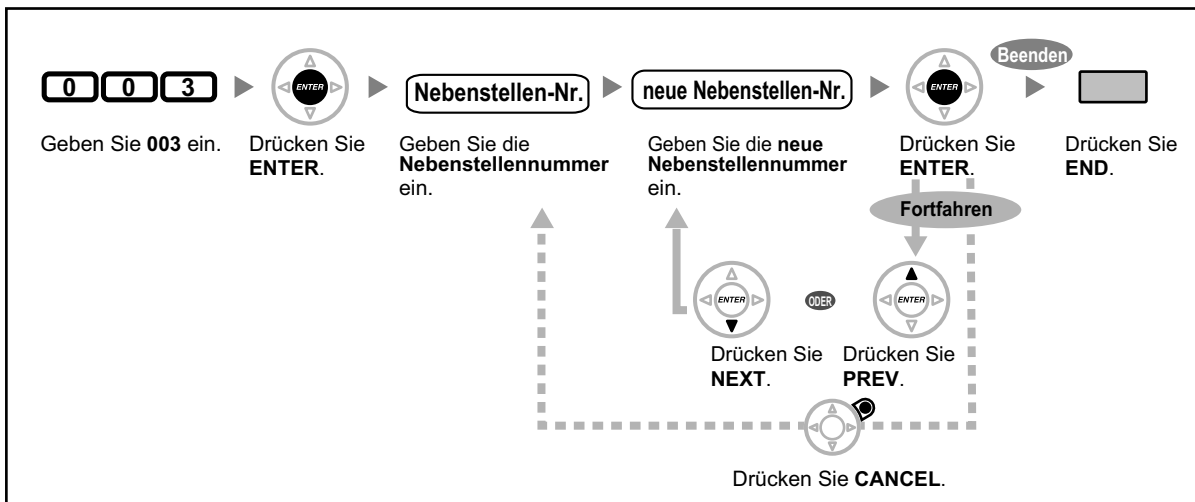 Beenden
0 0 3
ENTER
Nebenstellen-Nr.
neue Nebenstellen-Nr.
ENTER
Geben Sie 003 ein.
Drücken Sie
ENTER.
Geben Sie die
Nebenstellennummer
ein.
Geben Sie die neue
Nebenstellennummer
ein.
Drücken Sie
ENTER.
Drücken Sie
END.
Fortfahren
ENTER
ODER
ENTER
Drücken Sie
NEXT.
Drücken Sie
PREV.
Drücken Sie CANCEL.